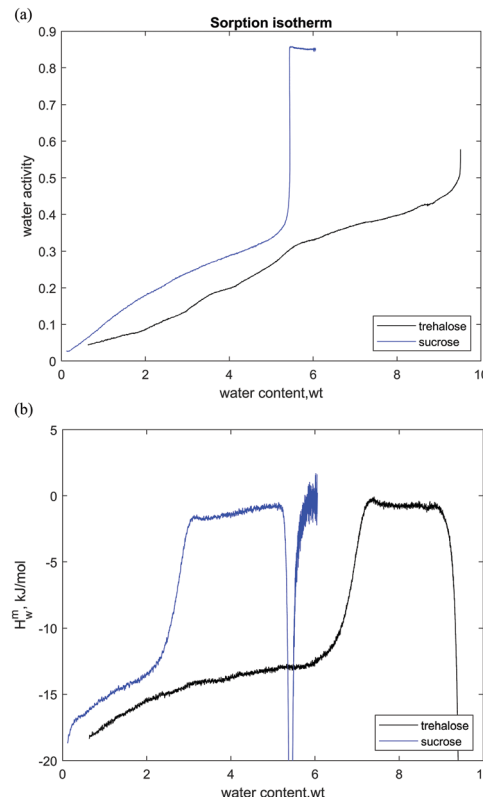 (a)
Sorption isotherm
0.9
0.8
0.7
0.6
0.5
0.4
0.3
0.2
0.1
0
water activity
0 2 4 6 8 10
water content,wt
trehalose
sucrose
(b)
5
0
-5
-10
-15
-20
H_w^m, kJ/mol
0 2 4 6 8 10
water content,wt
trehalose
sucrose